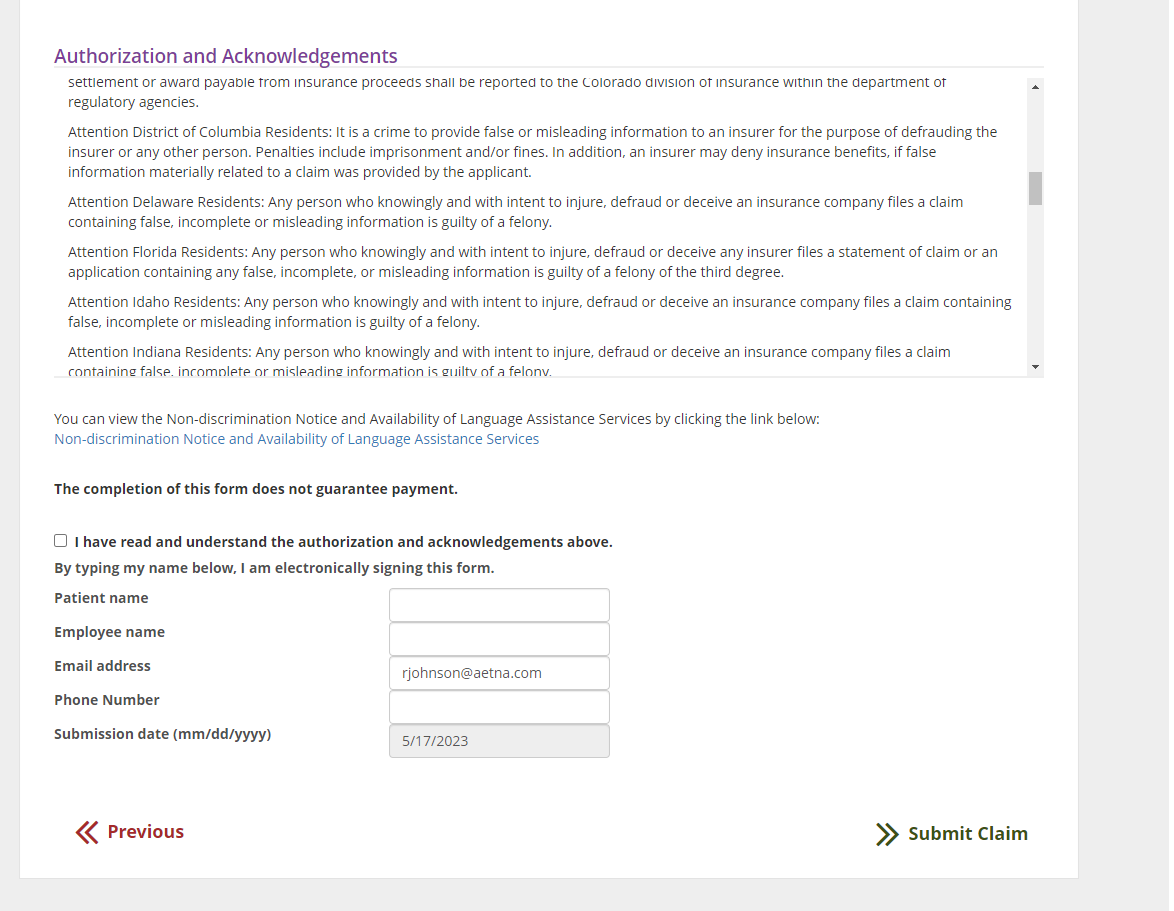 Authorization and Acknowledgements
settlement or award payable from insurance proceeds shall be reported to the Colorado division of insurance within the department of
regulatory agencies.
Attention District of Columbia Residents: It is a crime to provide false or misleading information to an insurer for the purpose of defrauding the
insurer or any other person. Penalties include imprisonment and/or fines. In addition, an insurer may deny insurance benefits, if false
information materially related to a claim was provided by the applicant.
Attention Delaware Residents: Any person who knowingly and with intent to injure, defraud or deceive an insurance company files a claim
containing false, incomplete or misleading information is guilty of a felony.
Attention Florida Residents: Any person who knowingly and with intent to injure, defraud or deceive any insurer files a statement of claim or an
application containing any false, incomplete, or misleading information is guilty of a felony of the third degree.
Attention Idaho Residents: Any person who knowingly and with intent to injure, defraud or deceive an insurance company files a claim containing
false, incomplete or misleading information is guilty of a felony.
Attention Indiana Residents: Any person who knowingly and with intent to injure, defraud or deceive an insurance company files a claim
containing false, incomplete or misleading information is guilty of a felony.
You can view the Non-discrimination Notice and Availability of Language Assistance Services by clicking the link below:
Non-discrimination Notice and Availability of Language Assistance Services
The completion of this form does not guarantee payment.
I have read and understand the authorization and acknowledgements above.
By typing my name below, I am electronically signing this form.
Patient name
Employee name
Email address rjohnson@aetna.com
Phone Number
Submission date (mm/dd/yyyy) 5/17/2023
Previous Submit Claim